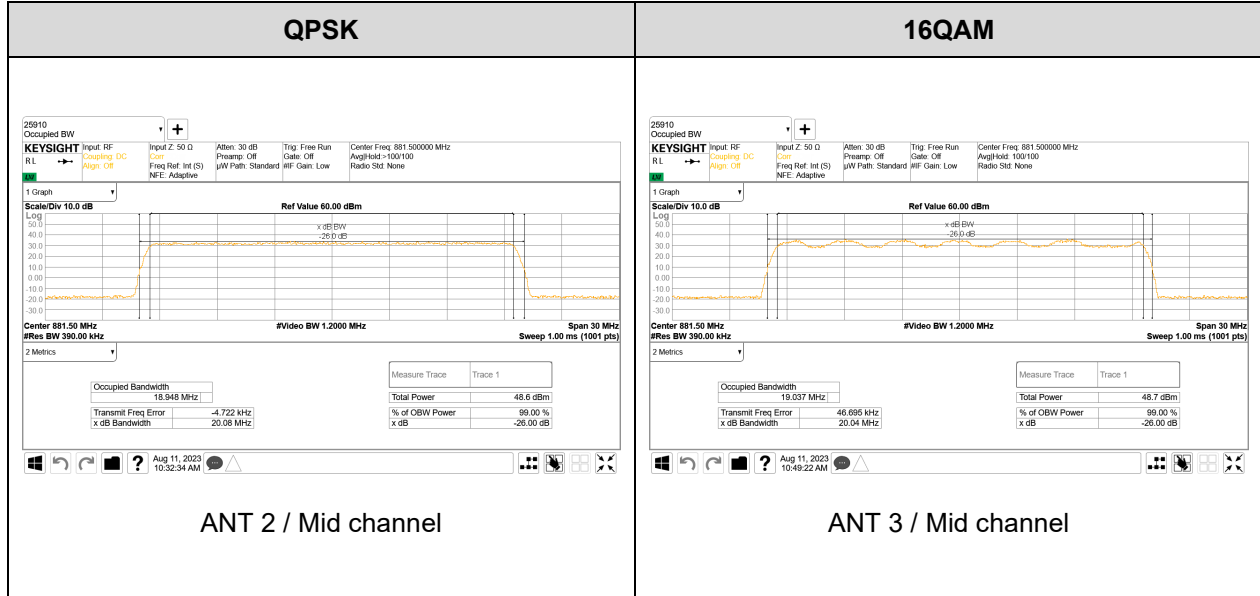 QPSK
16QAM
25910
Occupied BW
KEYSIGHT
R L
Input: RF
Coupling: DC
Align: Off
Input Z: 50 Ω
Corr
Freq Ref: Int (S)
NFE: Adaptive
Atten: 30 dB
Preamp: Off
µW Path: Standard
Trig: Free Run
Gate: Off
#IF Gain: Low
Center Freq: 881.500000 MHz
Avg|Hold:>100/100
Radio Std: None
1 Graph
Scale/Div 10.0 dB
Ref Value 60.00 dBm
Log
x dB BW
-26.0 dB
50.0
40.0
30.0
20.0
10.0
0.00
-10.0
-20.0
-30.0
Center 881.50 MHz
#Video BW 1.2000 MHz
Span 30 MHz
#Res BW 390.00 kHz
Sweep 1.00 ms (1001 pts)
2 Metrics
Measure Trace Trace 1
Occupied Bandwidth
18.948 MHz
Total Power 48.6 dBm
Transmit Freq Error -4.722 kHz
% of OBW Power 99.00 %
x dB Bandwidth 20.08 MHz
x dB -26.00 dB
?
Aug 11, 2023
10:32:34 AM
ANT 2 / Mid channel
25910
Occupied BW
KEYSIGHT
R L
Input: RF
Coupling: DC
Align: Off
Input Z: 50 Ω
Corr
Freq Ref: Int (S)
NFE: Adaptive
Atten: 30 dB
Preamp: Off
µW Path: Standard
Trig: Free Run
Gate: Off
#IF Gain: Low
Center Freq: 881.500000 MHz
Avg|Hold: 100/100
Radio Std: None
1 Graph
Scale/Div 10.0 dB
Ref Value 60.00 dBm
Log
x dB BW
-26.0 dB
50.0
40.0
30.0
20.0
10.0
0.00
-10.0
-20.0
-30.0
Center 881.50 MHz
#Video BW 1.2000 MHz
Span 30 MHz
#Res BW 390.00 kHz
Sweep 1.00 ms (1001 pts)
2 Metrics
Measure Trace Trace 1
Occupied Bandwidth
19.037 MHz
Total Power 48.7 dBm
Transmit Freq Error 46.695 kHz
% of OBW Power 99.00 %
x dB Bandwidth 20.04 MHz
x dB -26.00 dB
?
Aug 11, 2023
10:49:22 AM
ANT 3 / Mid channel